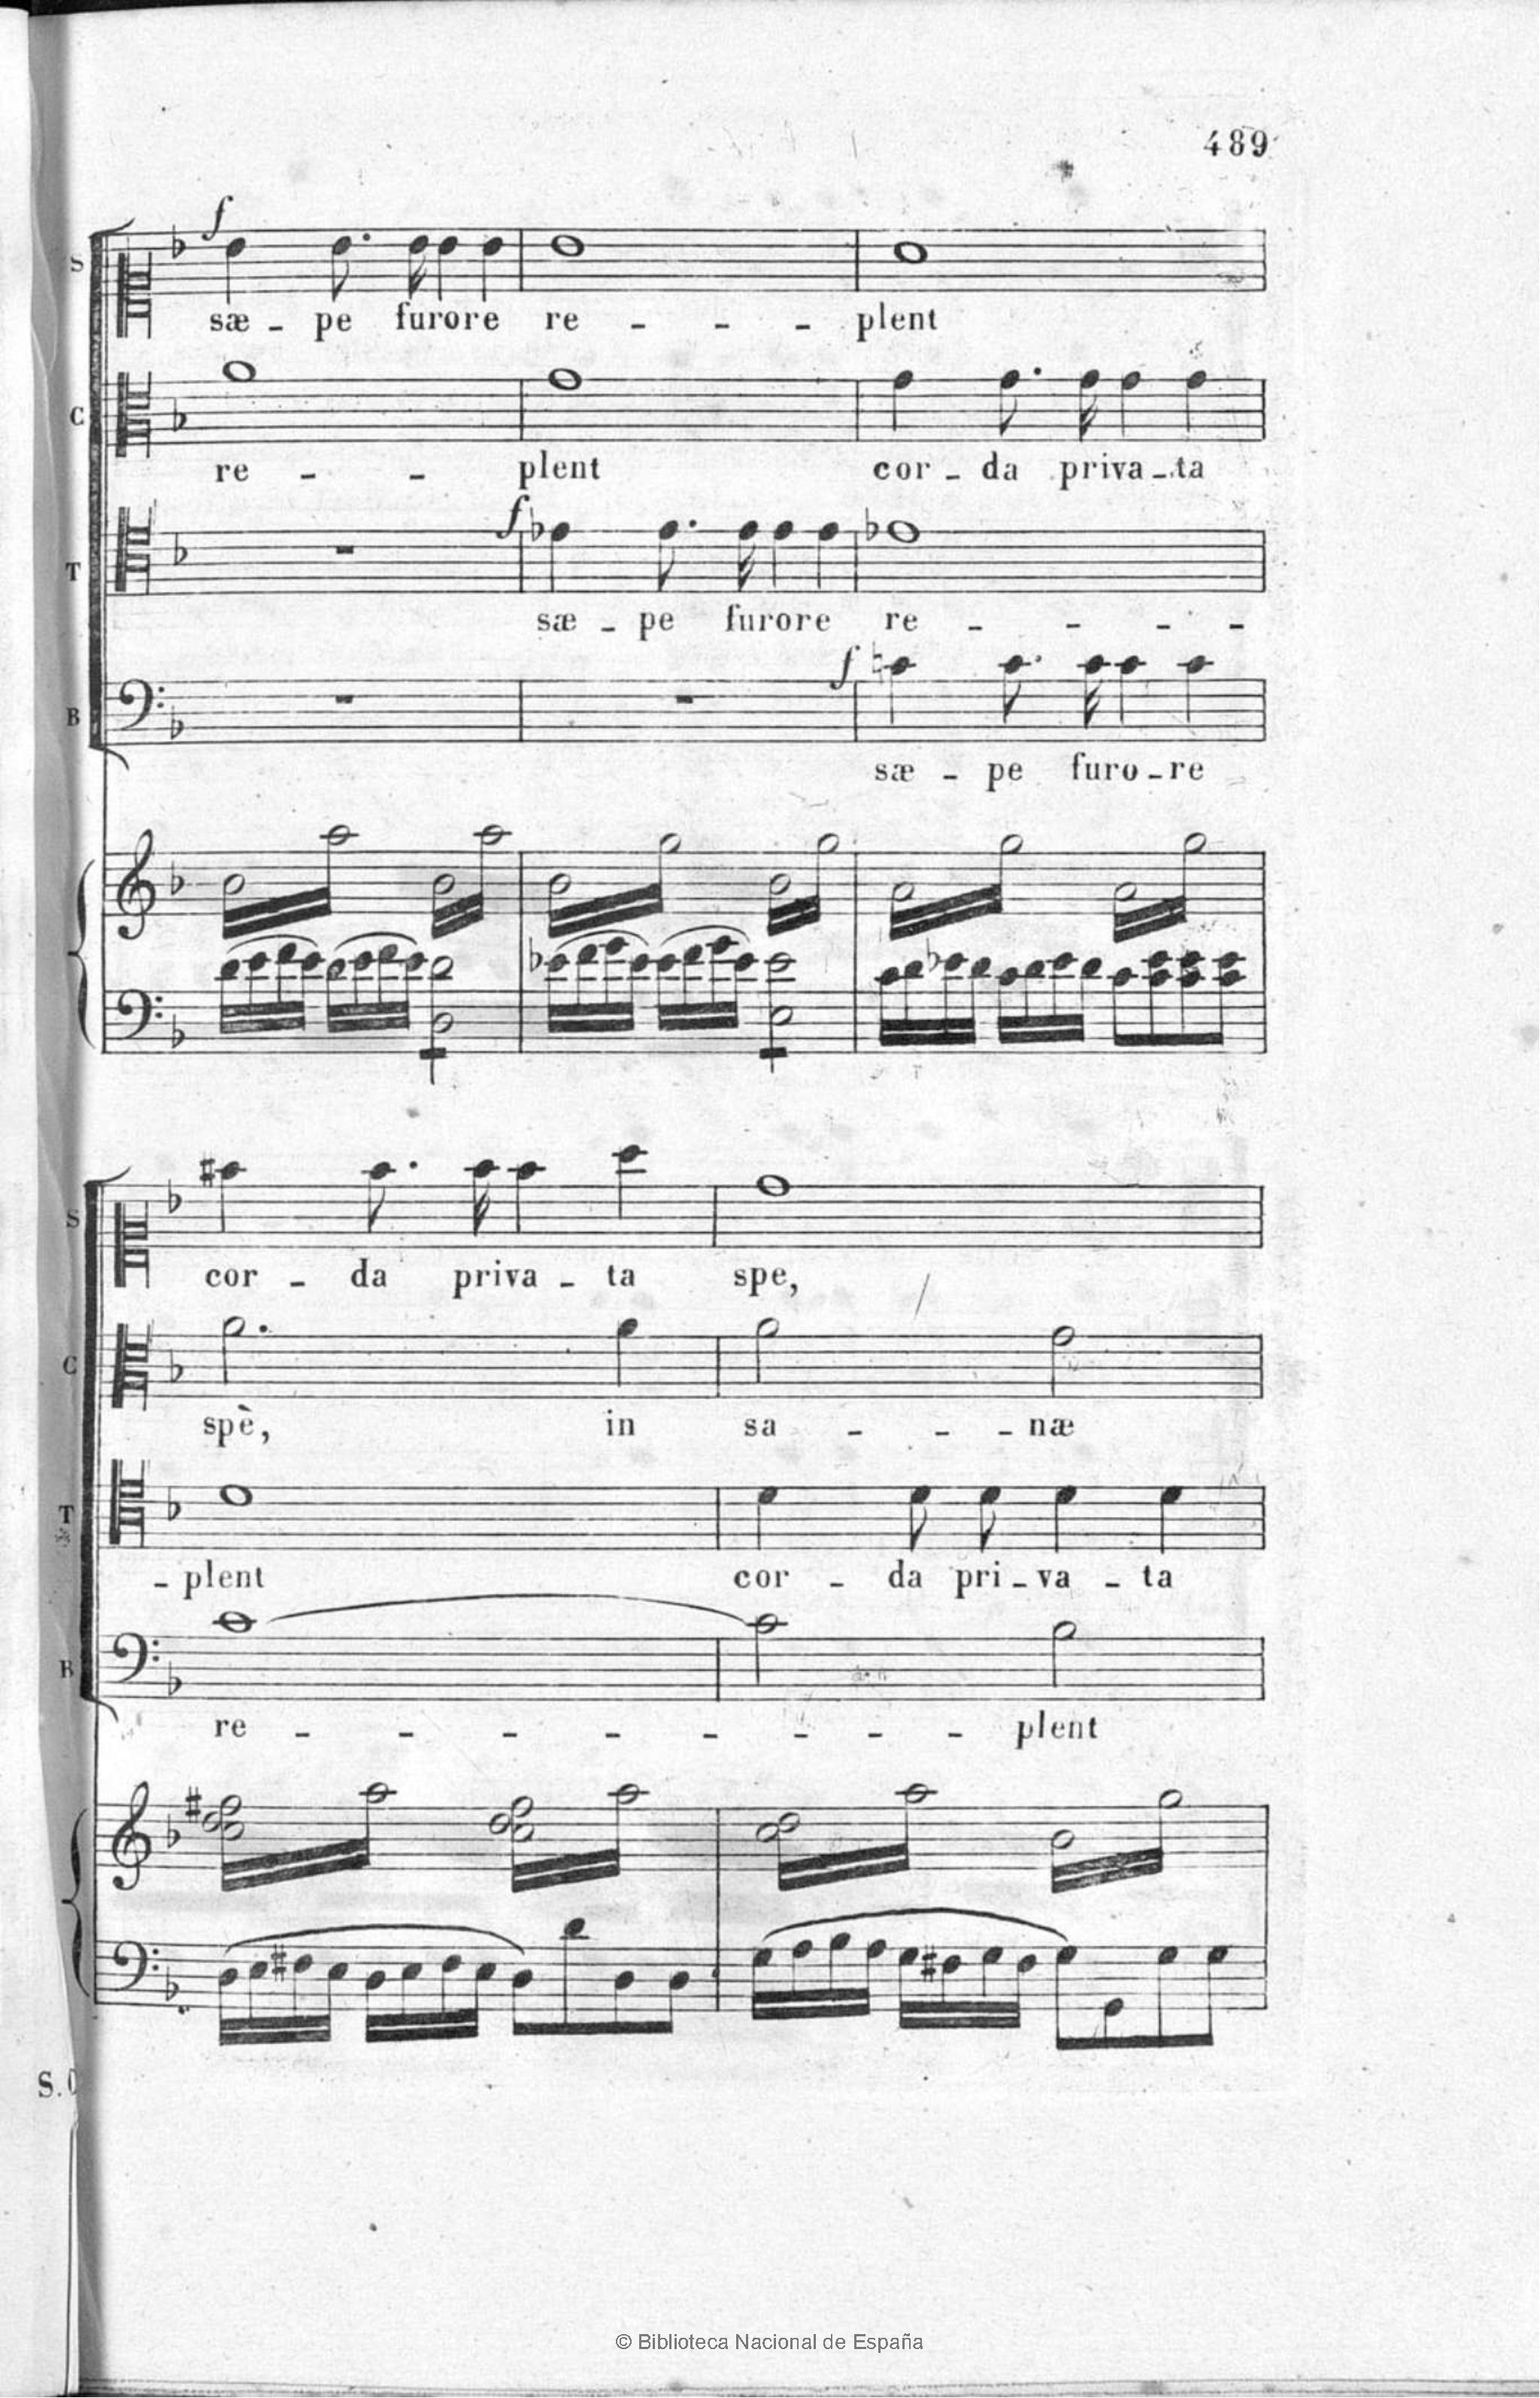 489
f
S
sæ - pe furore re - - - plent
C
re - - plent cor - da priva - ta
f
T
sæ - pe furore re - - - -
f
B
sæ - pe furo - re
S
cor - da priva - ta spe,
C
spè, in sa - - - næ
T
- plent cor - da pri - va - ta
B
re - - - - - - - - plent
S.
© Biblioteca Nacional de España